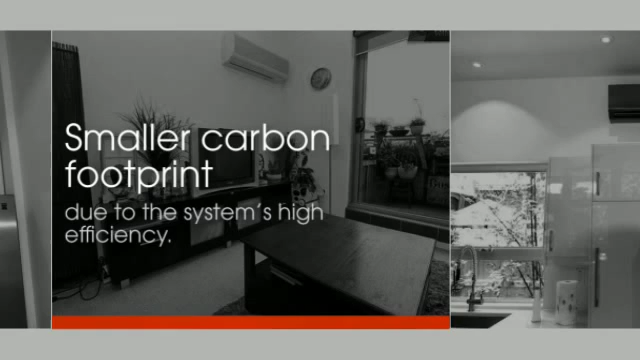 Smaller carbon
footprint
due to the system's high
efficiency.